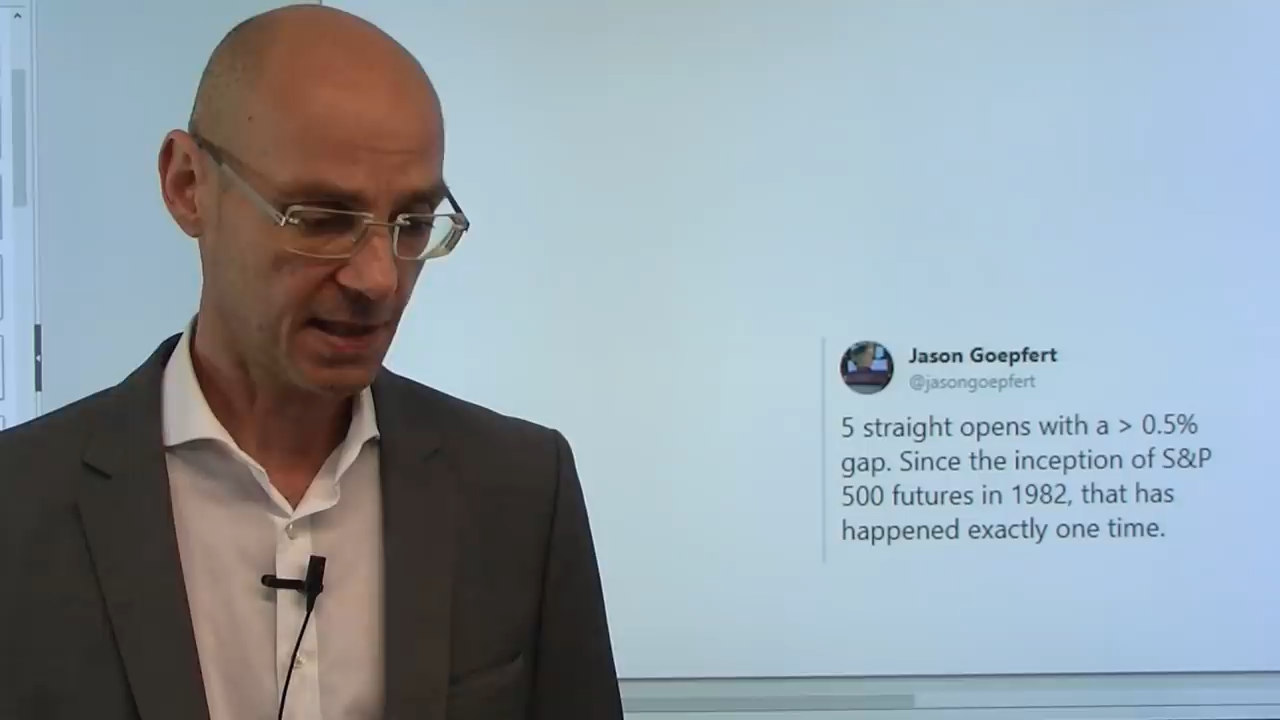 Jason Goepfert
@jasongoepfert
5 straight opens with a > 0.5%
gap. Since the inception of S&P
500 futures in 1982, that has
happened exactly one time.